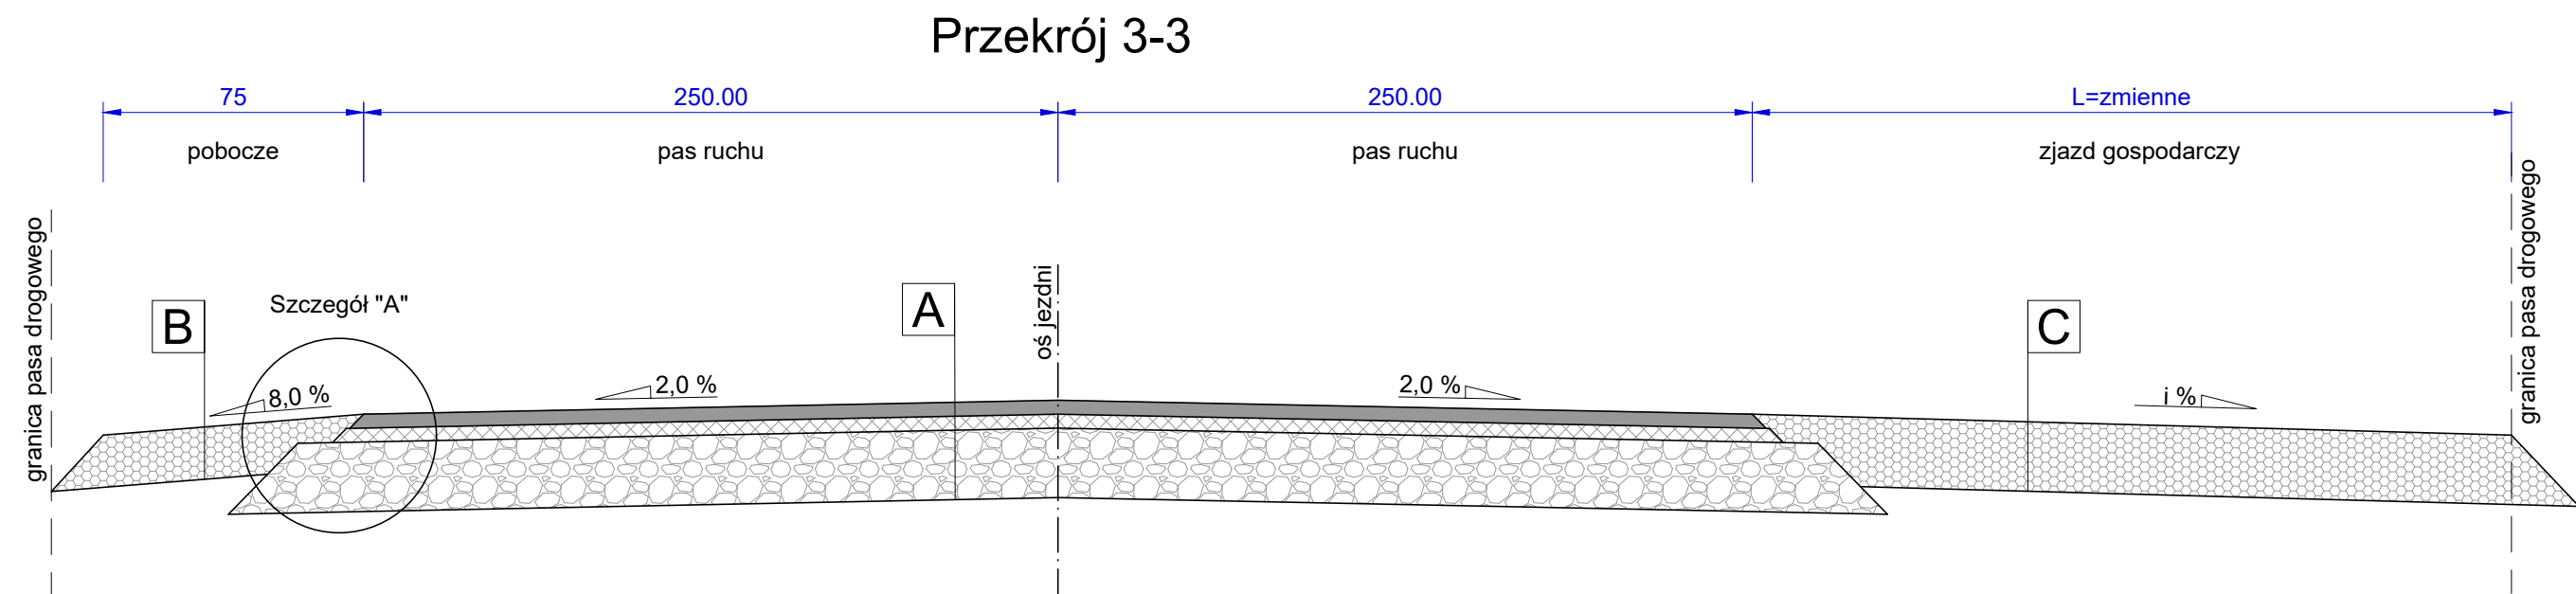 Przekrój 3-3
75
250.00
250.00
L=zmienne
pobocze
pas ruchu
pas ruchu
zjazd gospodarczy
granica pasa drogowego
B
Szczegół "A"
A
oś jezdni
C
granica pasa drogowego
8,0 %
2,0 %
2,0 %
i %